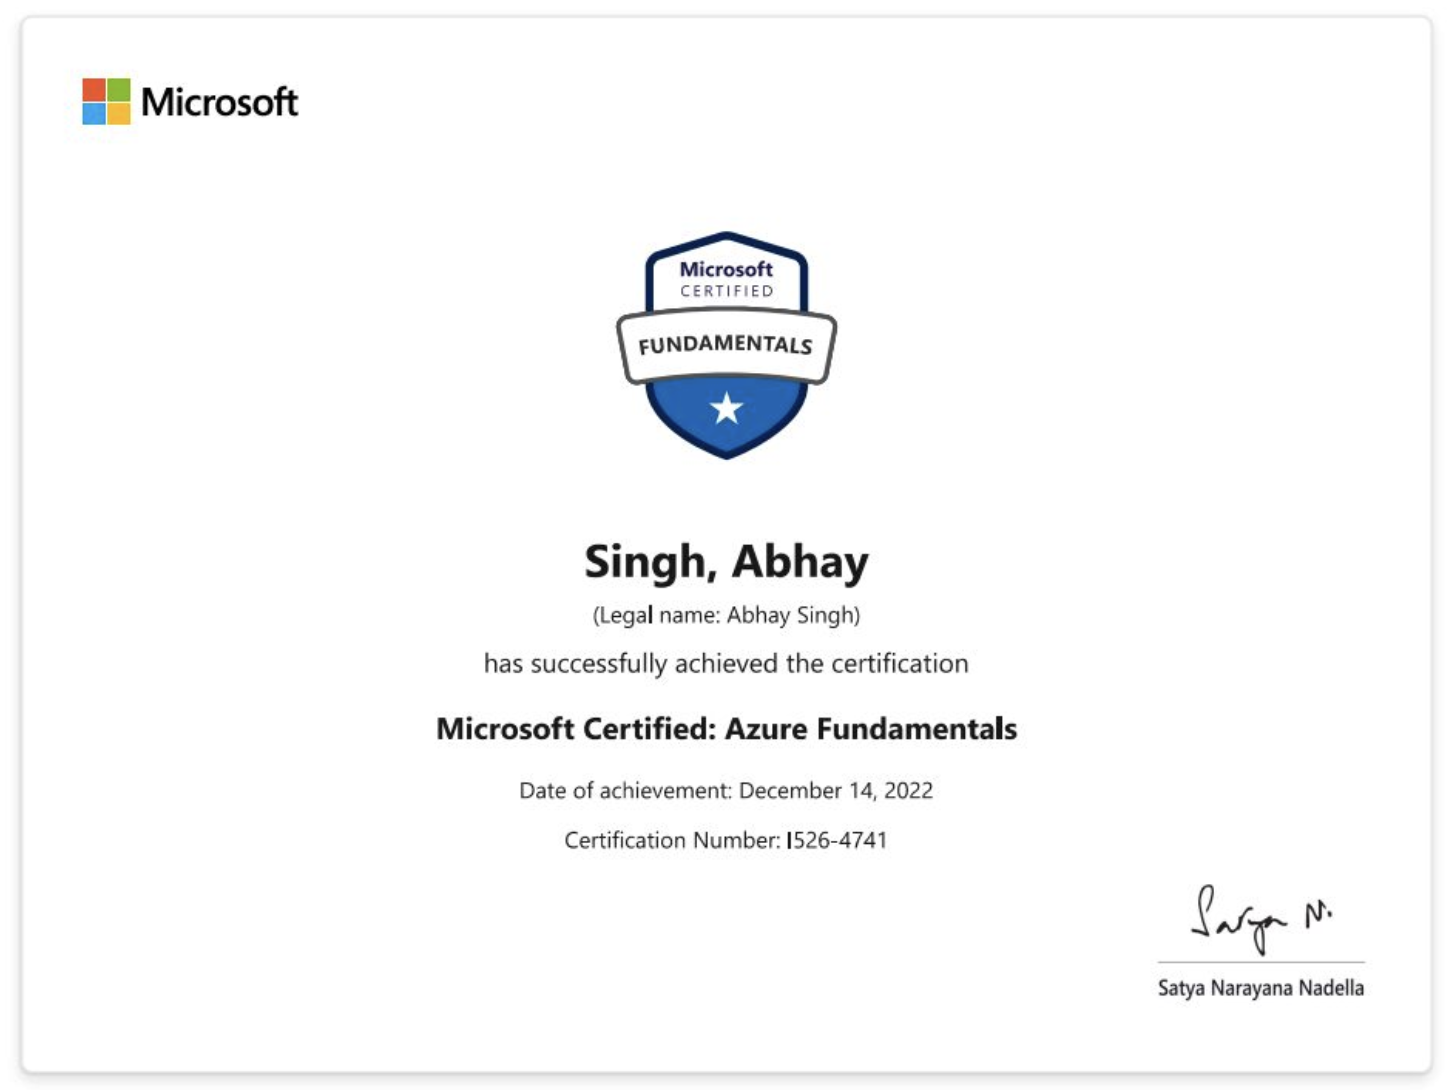 Microsoft
Microsoft
CERTIFIED
FUNDAMENTALS
Singh, Abhay
(Legal name: Abhay Singh)
has successfully achieved the certification
Microsoft Certified: Azure Fundamentals
Date of achievement: December 14, 2022
Certification Number: I526-4741
Satya N.
Satya Narayana Nadella